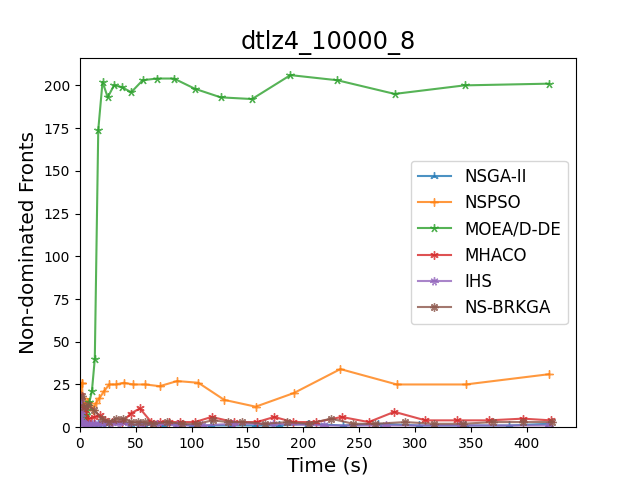 dtlz4_10000_8
Non-dominated Fronts
200
175
150
125
100
75
50
25
0
NSGA-II
NSPSO
MOEA/D-DE
MHACO
IHS
NS-BRKGA
0 50 100 150 200 250 300 350 400
Time (s)